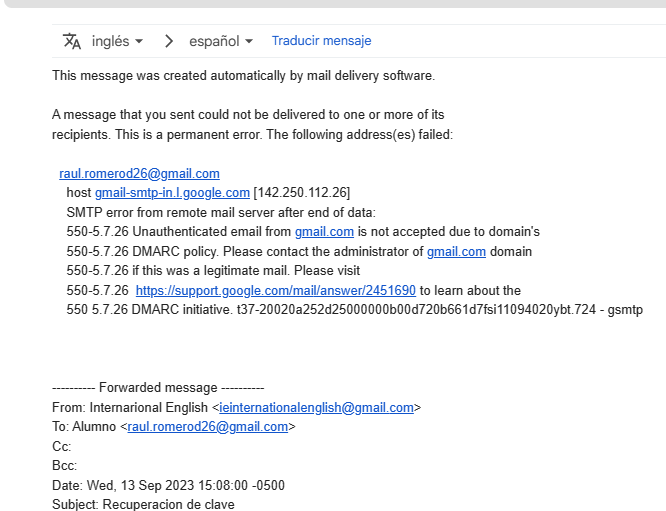 inglés español Traducir mensaje
This message was created automatically by mail delivery software.
A message that you sent could not be delivered to one or more of its
recipients. This is a permanent error. The following address(es) failed:
raul.romerod26@gmail.com
host gmail-smtp-in.l.google.com [142.250.112.26]
SMTP error from remote mail server after end of data:
550-5.7.26 Unauthenticated email from gmail.com is not accepted due to domain's
550-5.7.26 DMARC policy. Please contact the administrator of gmail.com domain
550-5.7.26 if this was a legitimate mail. Please visit
550-5.7.26 https://support.google.com/mail/answer/2451690 to learn about the
550 5.7.26 DMARC initiative. t37-20020a252d25000000b00d720b661d7fsi11094020ybt.724 - gsmtp
---------- Forwarded message ----------
From: Internarional English <ieinternationalenglish@gmail.com>
To: Alumno <raul.romerod26@gmail.com>
Cc:
Bcc:
Date: Wed, 13 Sep 2023 15:08:00 -0500
Subject: Recuperacion de clave